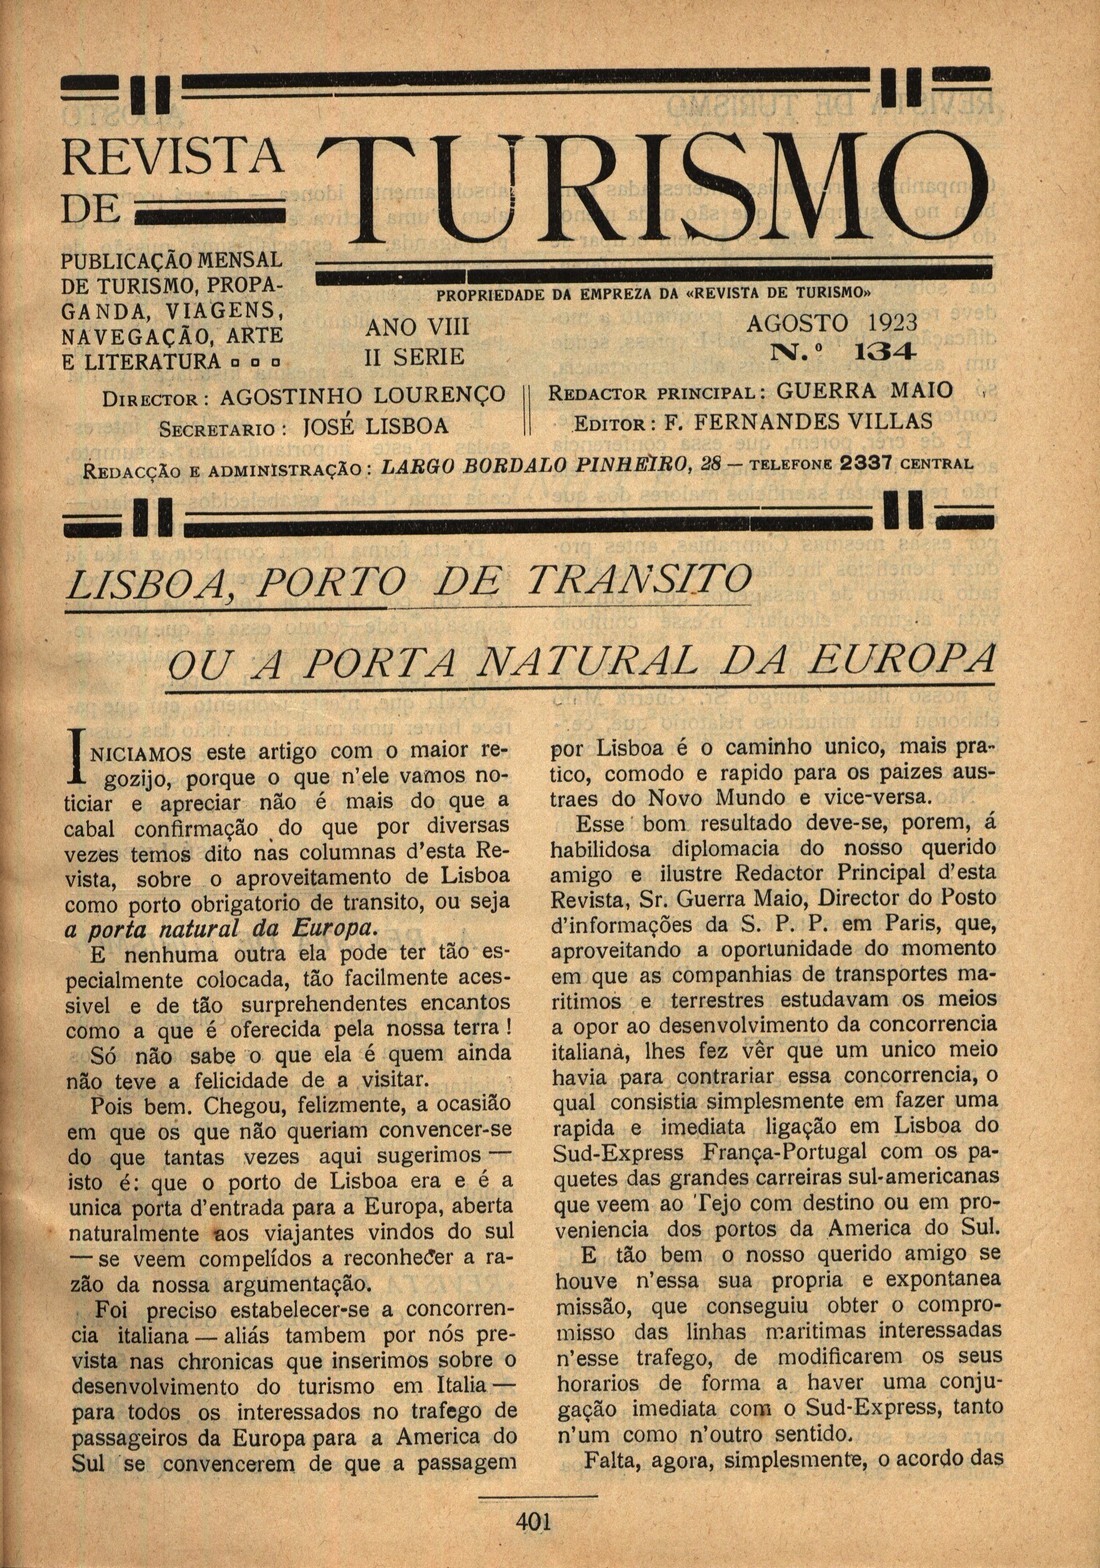 REVISTA
DE
TURISMO
PUBLICAÇÃO MENSAL
DE TURISMO, PROPA-
GANDA, VIAGENS,
NAVEGAÇÃO, ARTE
E LITERATURA
PROPRIEDADE DA EMPREZA DA «REVISTA DE TURISMO»
ANO VIII
II SERIE
AGOSTO 1923
N.º 134
DIRECTOR: AGOSTINHO LOURENÇO
SECRETARIO: JOSÉ LISBOA
REDACTOR PRINCIPAL: GUERRA MAIO
EDITOR: F. FERNANDES VILLAS
REDACÇÃO E ADMINISTRAÇÃO: LARGO BORDALO PINHEIRO, 28 — TELEFONE 2337 CENTRAL
LISBOA, PORTO DE TRANSITO
OU A PORTA NATURAL DA EUROPA
INICIAMOS este artigo com o maior re-
gozijo, porque o que n'ele vamos no-
ticiar e apreciar não é mais do que a
cabal confirmação do que por diversas
vezes temos dito nas columnas d'esta Re-
vista, sobre o aproveitamento de Lisboa
como porto obrigatorio de transito, ou seja
a porta natural da Europa.
E nenhuma outra ela pode ter tão es-
pecialmente colocada, tão facilmente aces-
sivel e de tão surprehendentes encantos
como a que é oferecida pela nossa terra!
Só não sabe o que ela é quem ainda
não teve a felicidade de a visitar.
Pois bem. Chegou, felizmente, a ocasião
em que os que não queriam convencer-se
do que tantas vezes aqui sugerimos —
isto é: que o porto de Lisboa era e é a
unica porta d'entrada para a Europa, aberta
naturalmente aos viajantes vindos do sul
— se veem compelidos a reconhecer a ra-
zão da nossa argumentação.
Foi preciso estabelecer-se a concorren-
cia italiana — aliás tambem por nós pre-
vista nas chronicas que inserimos sobre o
desenvolvimento do turismo em Italia —
para todos os interessados no trafego de
passageiros da Europa para a America do
Sul se convencerem de que a passagem
por Lisboa é o caminho unico, mais pra-
tico, comodo e rapido para os paizes aus-
traes do Novo Mundo e vice-versa.
Esse bom resultado deve-se, porem, á
habilidosa diplomacia do nosso querido
amigo e ilustre Redactor Principal d'esta
Revista, Sr. Guerra Maio, Director do Posto
d'informações da S. P. P. em Paris, que,
aproveitando a oportunidade do momento
em que as companhias de transportes ma-
ritimos e terrestres estudavam os meios
a opor ao desenvolvimento da concorrencia
italiana, lhes fez vêr que um unico meio
havia para contrariar essa concorrencia, o
qual consistia simplesmente em fazer uma
rapida e imediata ligação em Lisboa do
Sud-Express França-Portugal com os pa-
quetes das grandes carreiras sul-americanas
que veem ao Tejo com destino ou em pro-
veniencia dos portos da America do Sul.
E tão bem o nosso querido amigo se
houve n'essa sua propria e expontanea
missão, que conseguiu obter o compro-
misso das linhas maritimas interessadas
n'esse trafego, de modificarem os seus
horarios de forma a haver uma conju-
gação imediata com o Sud-Express, tanto
n'um como n'outro sentido.
Falta, agora, simplesmente, o acordo das
401